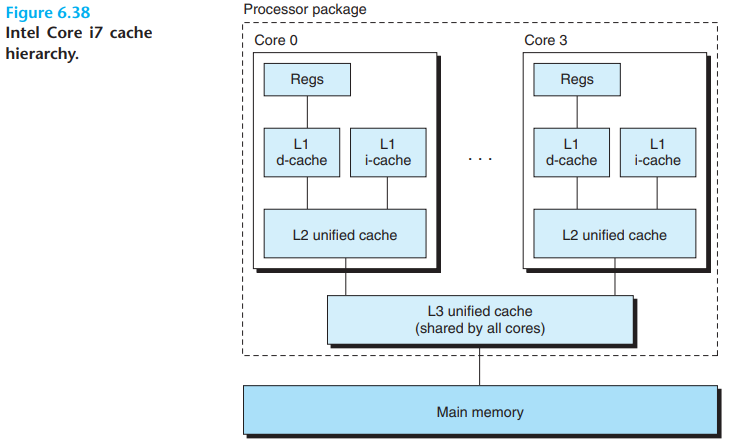 Figure 6.38
Intel Core i7 cache
hierarchy.
Processor package
Core 0
Core 3
Regs
Regs
L1
d-cache
L1
i-cache
. . .
L1
d-cache
L1
i-cache
L2 unified cache
L2 unified cache
L3 unified cache
(shared by all cores)
Main memory